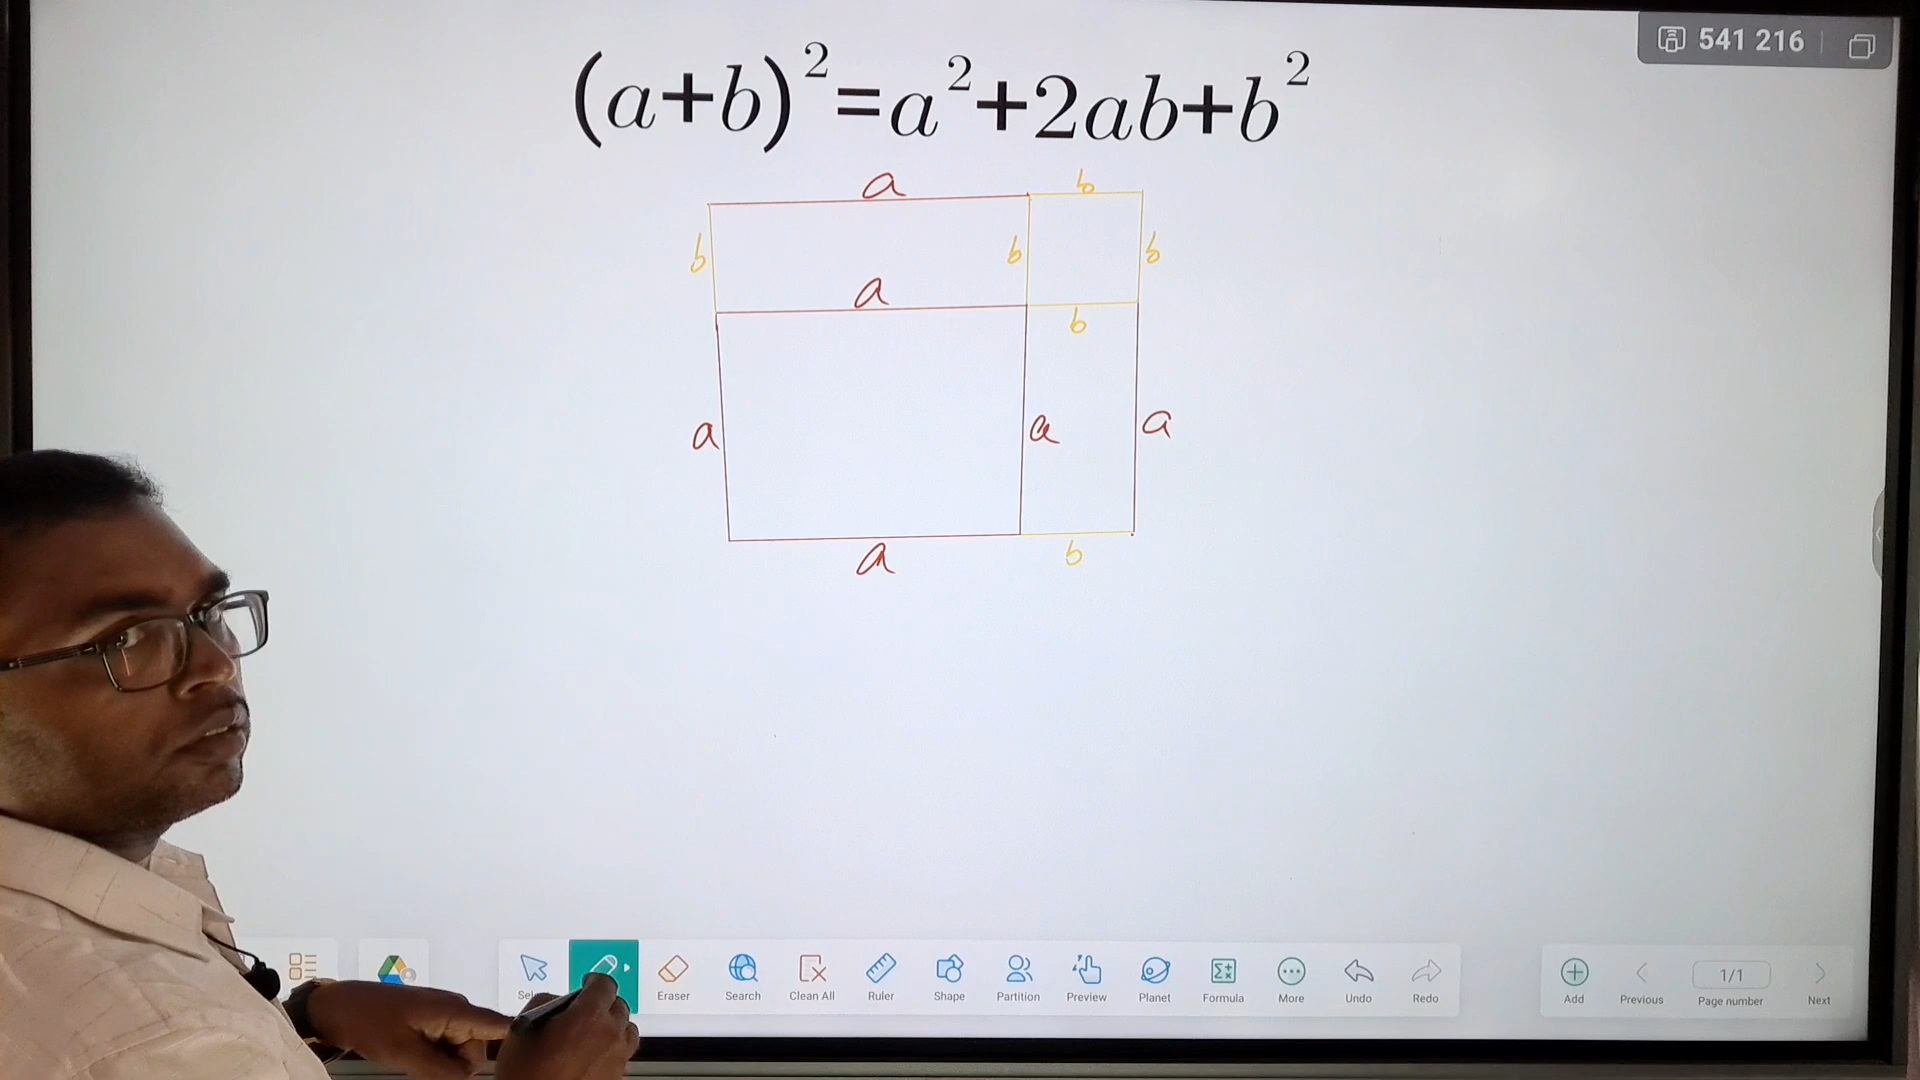 541 216
(a+b)²=a²+2ab+b²
a b
b b b
a
b
a a a
a b
Eraser Search Clean All Ruler Shape Partition Preview Planet Formula More Undo Redo Add Previous 1/1 Page number Next